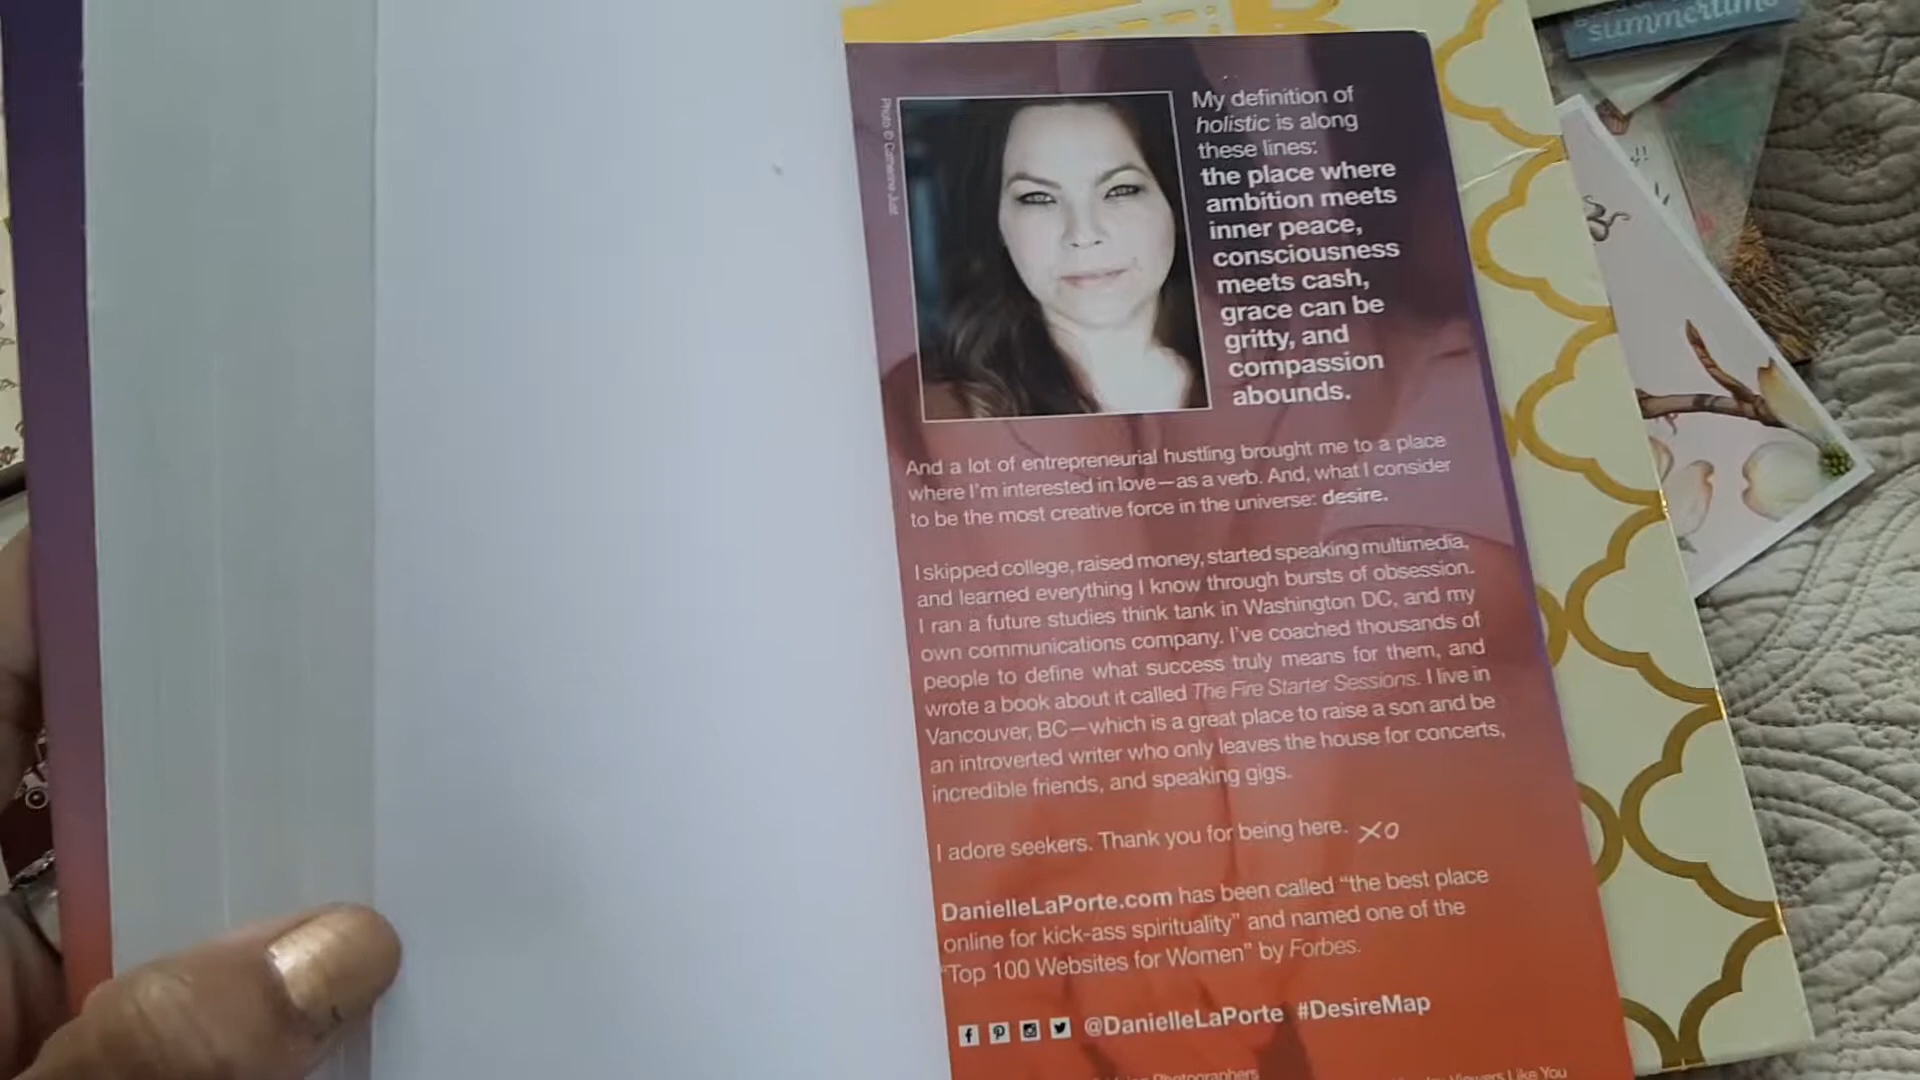 summertime
Photo © Catherine Just
My definition of
holistic is along
these lines:
the place where
ambition meets
inner peace,
consciousness
meets cash,
grace can be
gritty, and
compassion
abounds.
And a lot of entrepreneurial hustling brought me to a place
where I'm interested in love—as a verb. And, what I consider
to be the most creative force in the universe: desire.
I skipped college, raised money, started speaking multimedia,
and learned everything I know through bursts of obsession.
I ran a future studies think tank in Washington DC, and my
own communications company. I've coached thousands of
people to define what success truly means for them, and
wrote a book about it called The Fire Starter Sessions. I live in
Vancouver, BC—which is a great place to raise a son and be
an introverted writer who only leaves the house for concerts,
incredible friends, and speaking gigs.
I adore seekers. Thank you for being here. XO
DanielleLaPorte.com has been called “the best place
online for kick-ass spirituality” and named one of the
“Top 100 Websites for Women” by Forbes.
@DanielleLaPorte #DesireMap
Photographers
Viewers Like You